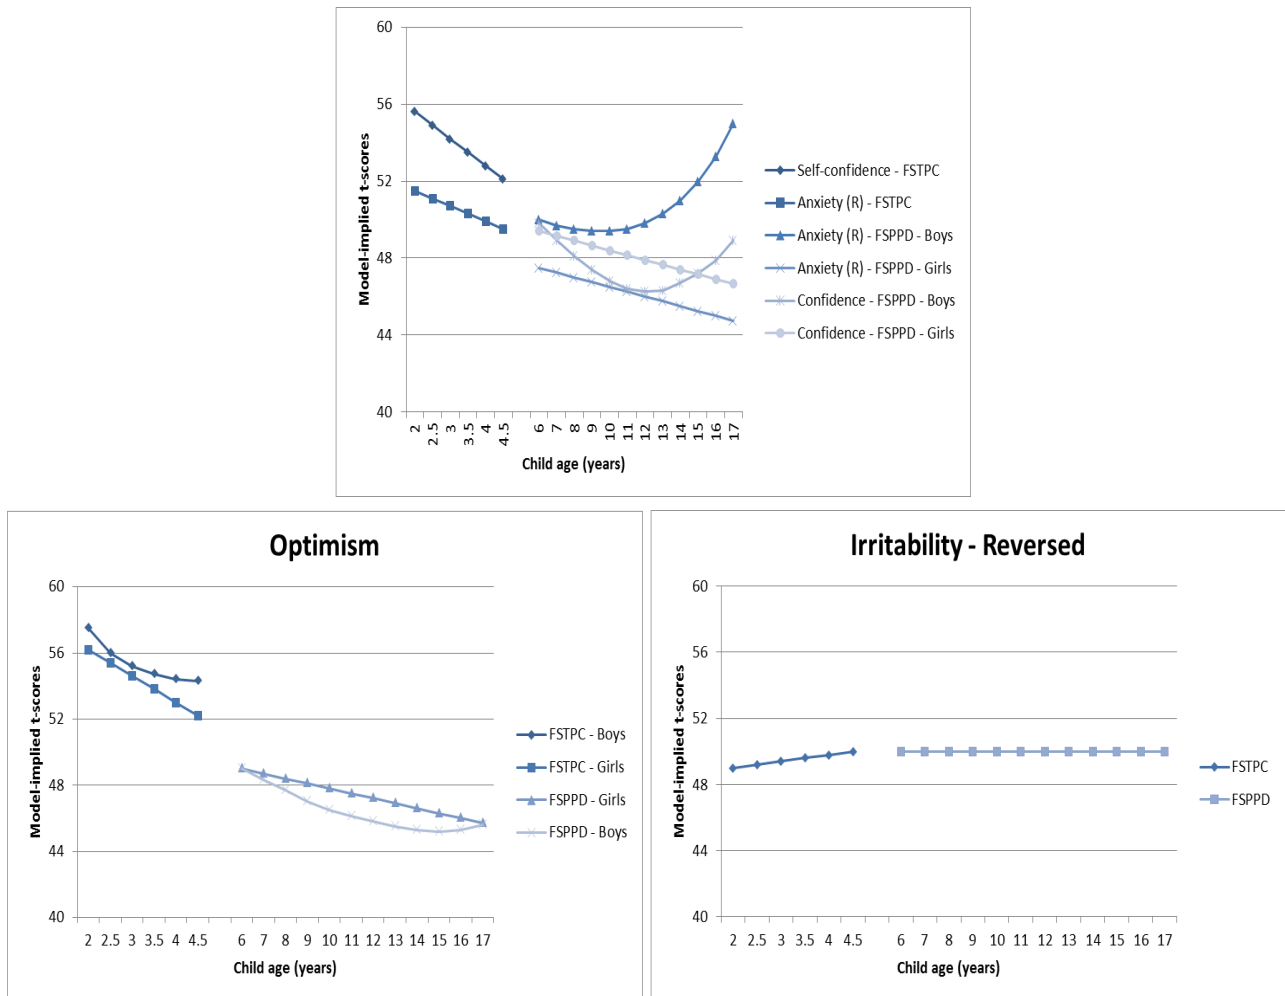 60
56
52
48
44
40
Model-implied t-scores
2 2.5 3 3.5 4 4.5 6 7 8 9 10 11 12 13 14 15 16 17
Child age (years)
Self-confidence - FSTPC
Anxiety (R) - FSTPC
Anxiety (R) - FSPPD - Boys
Anxiety (R) - FSPPD - Girls
Confidence - FSPPD - Boys
Confidence - FSPPD - Girls
Optimism
60
56
52
48
44
40
Model-implied t-scores
2 2.5 3 3.5 4 4.5 6 7 8 9 10 11 12 13 14 15 16 17
Child age (years)
FSTPC - Boys
FSTPC - Girls
FSPPD - Girls
FSPPD - Boys
Irritability - Reversed
60
56
52
48
44
40
Model-implied t-scores
2 2.5 3 3.5 4 4.5 6 7 8 9 10 11 12 13 14 15 16 17
Child age (years)
FSTPC
FSPPD